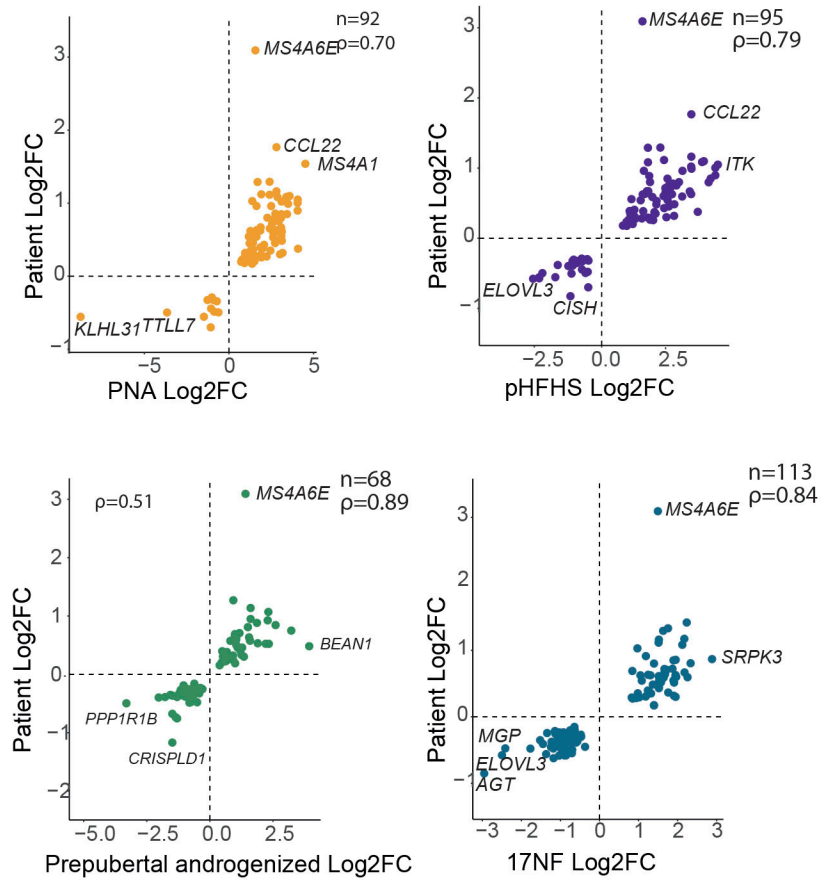 n=92
ρ=0.70
MS4A6E
CCL22
MS4A1
KLHL31
TTLL7
3
2
1
0
−1
−5
0
5
Patient Log2FC
PNA Log2FC
n=95
ρ=0.79
MS4A6E
CCL22
ITK
ELOVL3
CISH
3
2
1
0
−1
−2.5
0.0
2.5
Patient Log2FC
pHFHS Log2FC
n=68
ρ=0.89
ρ=0.51
MS4A6E
BEAN1
PPP1R1B
CRISPLD1
3
2
1
0
−1
−2
−5.0
−2.5
0.0
2.5
Patient Log2FC
Prepubertal androgenized Log2FC
n=113
ρ=0.84
MS4A6E
SRPK3
MGP
ELOVL3
AGT
3
2
1
0
−1
−3
−2
−1
0
1
2
3
Patient Log2FC
17NF Log2FC